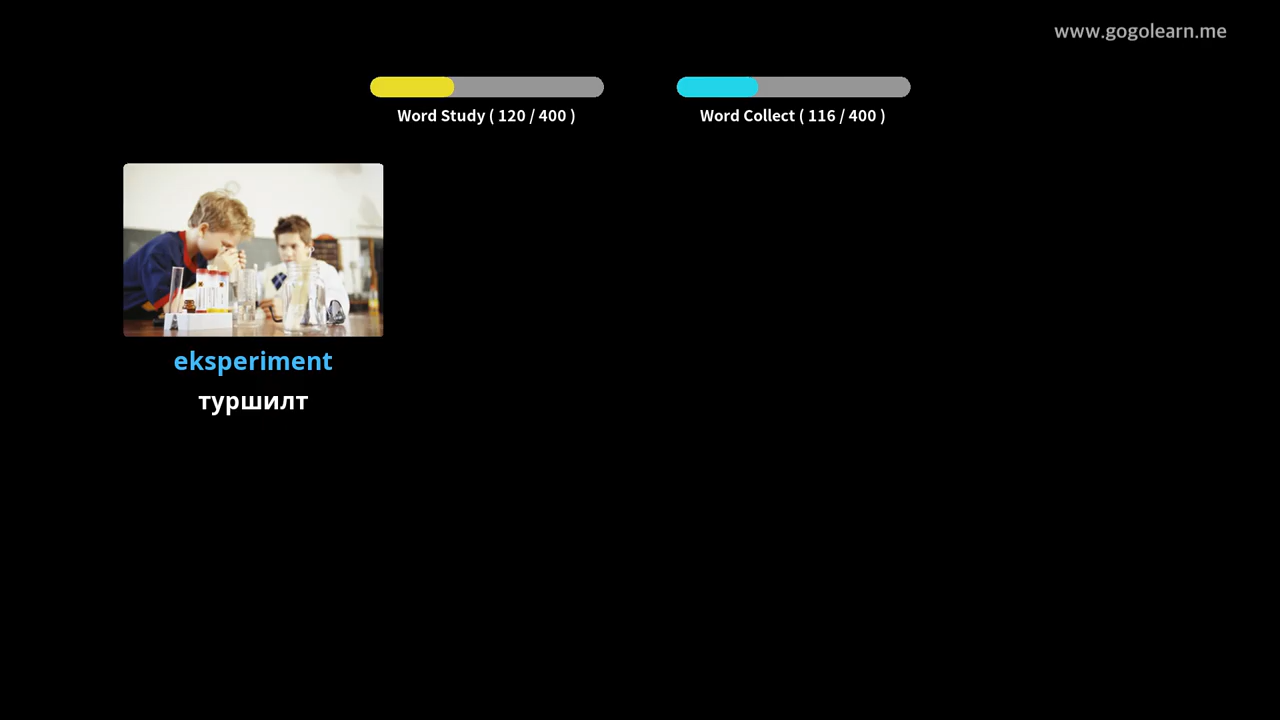 www.gogolearn.me
Word Study ( 120 / 400 )
Word Collect ( 116 / 400 )
eksperiment
туршилт